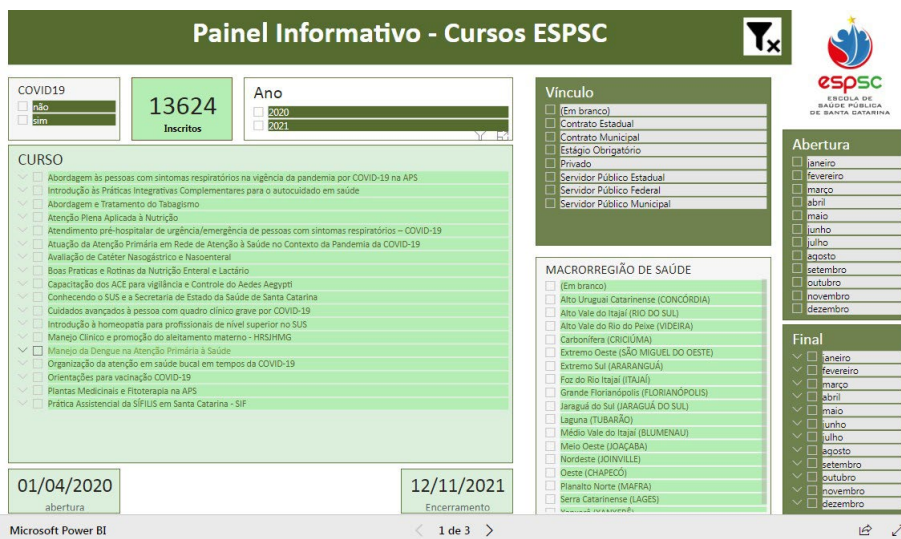 Painel Informativo - Cursos ESPSC
espsc
ESCOLA DE
SAÚDE PÚBLICA
DE SANTA CATARINA
COVID19
não
sim
13624
Inscritos
Ano
2020
2021
CURSO
Abordagem às pessoas com sintomas respiratórios na vigência da pandemia por COVID-19 na APS
Introdução às Práticas Integrativas Complementares para o autocuidado em saúde
Abordagem e Tratamento do Tabagismo
Atenção Plena Aplicada à Nutrição
Atendimento pré-hospitalar de urgência/emergência de pessoas com sintomas respiratórios – COVID-19
Atuação da Atenção Primária em Rede de Atenção à Saúde no Contexto da Pandemia da COVID-19
Avaliação de Catéter Nasogástrico e Nasoenteral
Boas Praticas e Rotinas da Nutrição Enteral e Lactário
Capacitação dos ACE para vigilância e Controle do Aedes Aegypti
Conhecendo o SUS e a Secretaria de Estado da Saúde de Santa Catarina
Cuidados avançados à pessoa com quadro clínico grave por COVID-19
Introdução à homeopatia para profissionais de nível superior no SUS
Manejo Clinico e promoção do aleitamento materno - HRSJHMG
Manejo da Dengue na Atenção Primária à Saúde
Organização da atenção em saúde bucal em tempos da COVID-19
Orientações para vacinação COVID-19
Plantas Medicinais e Fitoterapia na APS
Prática Assistencial da SÍFILIS em Santa Catarina - SIF
01/04/2020
abertura
12/11/2021
Encerramento
Vínculo
(Em branco)
Contrato Estadual
Contrato Municipal
Estágio Obrigatório
Privado
Servidor Público Estadual
Servidor Público Federal
Servidor Público Municipal
MACRORREGIÃO DE SAÚDE
(Em branco)
Alto Uruguai Catarinense (CONCÓRDIA)
Alto Vale do Itajaí (RIO DO SUL)
Alto Vale do Rio do Peixe (VIDEIRA)
Carbonífera (CRICIÚMA)
Extremo Oeste (SÃO MIGUEL DO OESTE)
Extremo Sul (ARARANGUÁ)
Foz do Rio Itajaí (ITAJAÍ)
Grande Florianópolis (FLORIANÓPOLIS)
Jaraguá do Sul (JARAGUÁ DO SUL)
Laguna (TUBARÃO)
Médio Vale do Itajaí (BLUMENAU)
Meio Oeste (JOAÇABA)
Nordeste (JOINVILLE)
Oeste (CHAPECÓ)
Planalto Norte (MAFRA)
Serra Catarinense (LAGES)
Abertura
janeiro
fevereiro
março
abril
maio
junho
julho
agosto
setembro
outubro
novembro
dezembro
Final
janeiro
fevereiro
março
abril
maio
junho
julho
agosto
setembro
outubro
novembro
dezembro
Microsoft Power BI
1 de 3